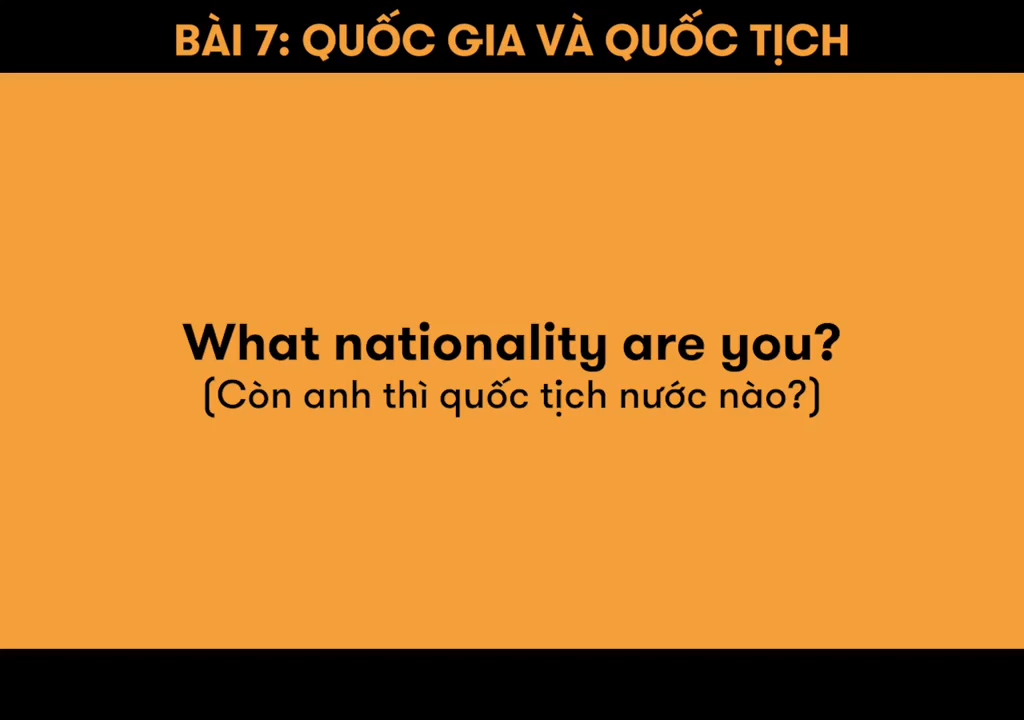 BÀI 7: QUỐC GIA VÀ QUỐC TỊCH
What nationality are you?
(Còn anh thì quốc tịch nước nào?)